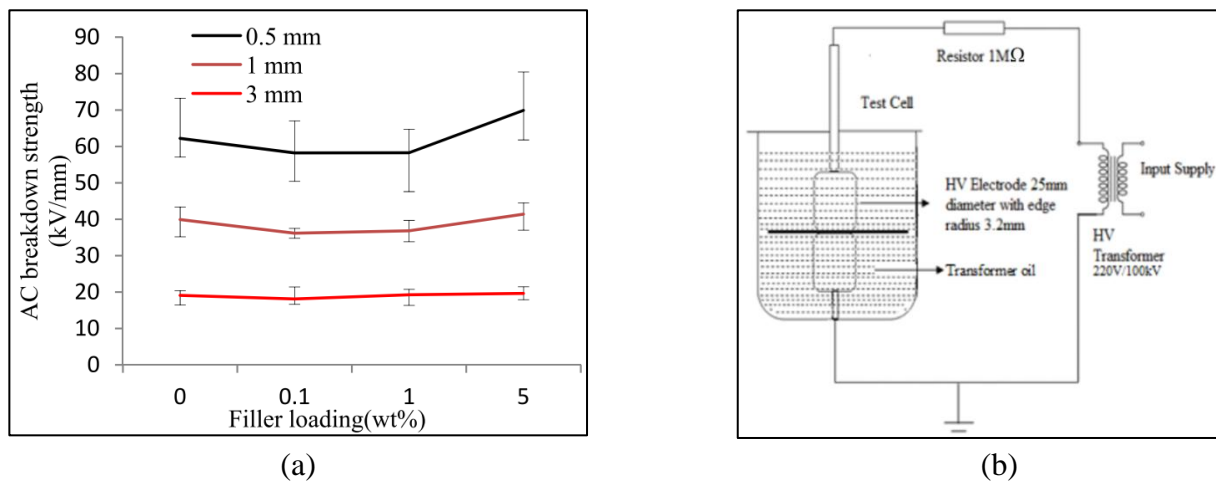 90
80
70
60
50
40
30
20
10
0
AC breakdown strength
(kV/mm)
0.5 mm
1 mm
3 mm
0 0.1 1 5
Filler loading(wt%)
(a)
Resistor 1MΩ
Test Cell
HV Electrode 25mm
diameter with edge
radius 3.2mm
Transformer oil
Input Supply
HV
Transformer
220V/100kV
(b)